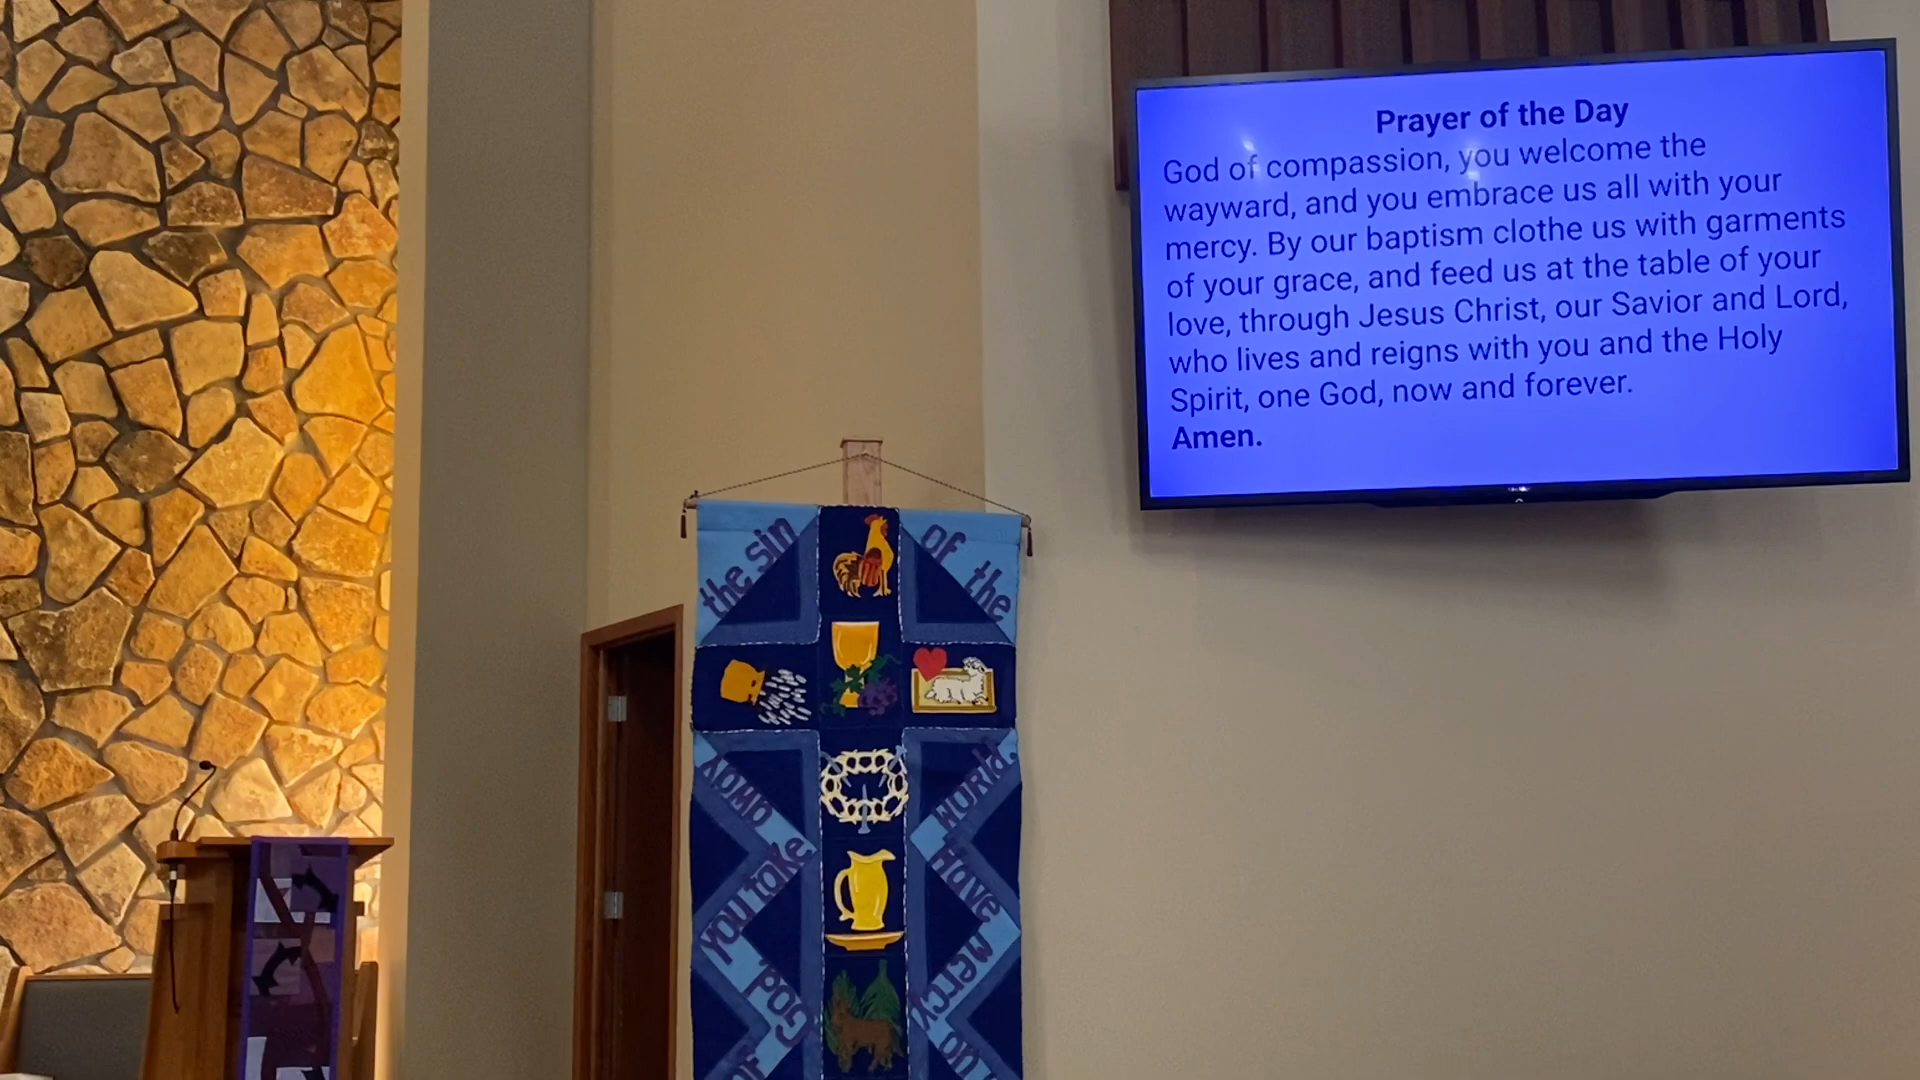 Prayer of the Day
God of compassion, you welcome the
wayward, and you embrace us all with your
mercy. By our baptism clothe us with garments
of your grace, and feed us at the table of your
love, through Jesus Christ, our Savior and Lord,
who lives and reigns with you and the Holy
Spirit, one God, now and forever.
Amen.
God
you take
away
the sin
of the
world.
Have
mercy
on